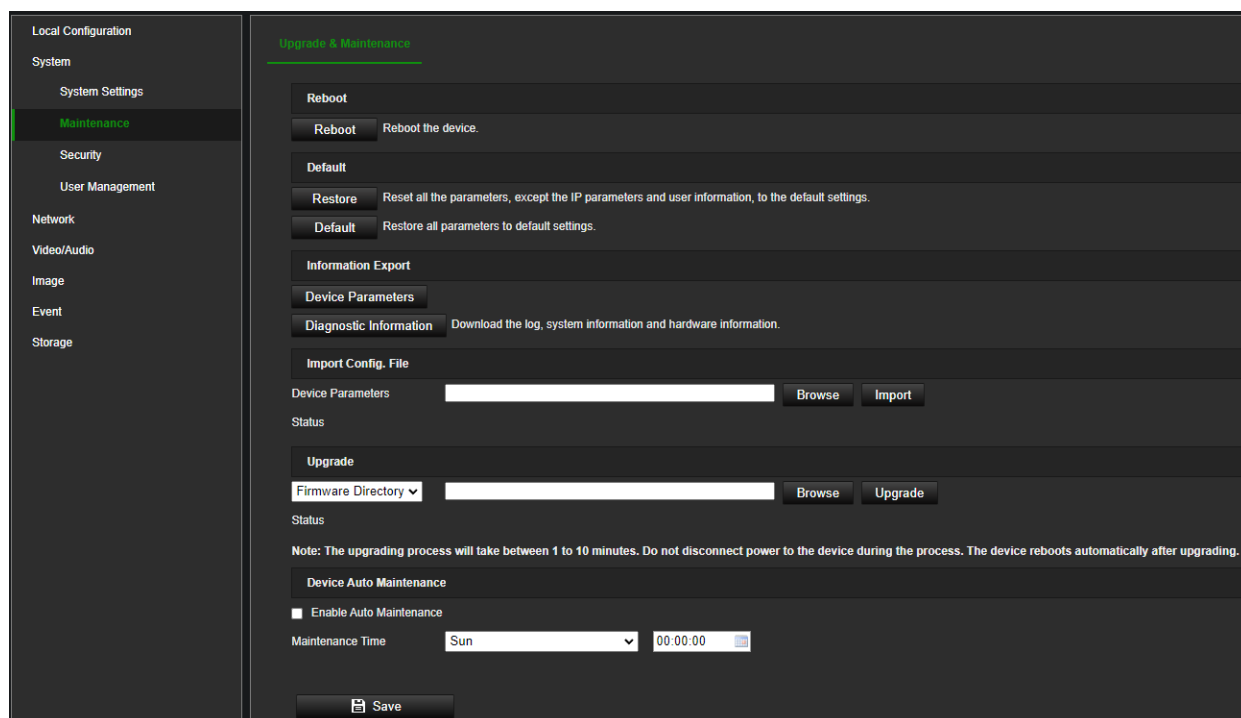 Local Configuration
System
System Settings
Maintenance
Security
User Management
Network
Video/Audio
Image
Event
Storage
Upgrade & Maintenance
Reboot
Reboot Reboot the device.
Default
Restore Reset all the parameters, except the IP parameters and user information, to the default settings.
Default Restore all parameters to default settings.
Information Export
Device Parameters
Diagnostic Information Download the log, system information and hardware information.
Import Config. File
Device Parameters Browse Import
Status
Upgrade
Firmware Directory Browse Upgrade
Status
Note: The upgrading process will take between 1 to 10 minutes. Do not disconnect power to the device during the process. The device reboots automatically after upgrading.
Device Auto Maintenance
Enable Auto Maintenance
Maintenance Time Sun 00:00:00
Save